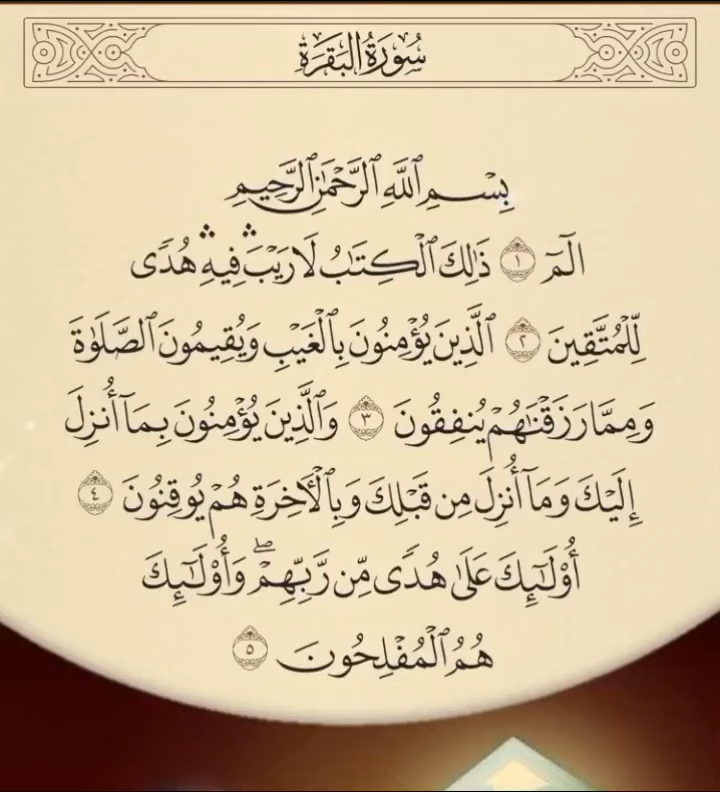 سُورَةُ البَقَرَةِ
بِسْمِ ٱللَّهِ ٱلرَّحْمَٰنِ ٱلرَّحِيمِ
الٓمٓ ١ ذَٰلِكَ ٱلْكِتَٰبُ لَا رَيْبَ ۛ فِيهِ ۛ هُدًى
لِّلْمُتَّقِينَ ٢ ٱلَّذِينَ يُؤْمِنُونَ بِٱلْغَيْبِ وَيُقِيمُونَ ٱلصَّلَوٰةَ
وَمِمَّا رَزَقْنَٰهُمْ يُنفِقُونَ ٣ وَٱلَّذِينَ يُؤْمِنُونَ بِمَآ أُنزِلَ
إِلَيْكَ وَمَآ أُنزِلَ مِن قَبْلِكَ وَبِٱلْأَخِرَةِ هُمْ يُوقِنُونَ ٤
أُو۟لَٰٓئِكَ عَلَىٰ هُدًى مِّن رَّبِّهِمْ ۖ وَأُو۟لَٰٓئِكَ
هُمُ ٱلْمُفْلِحُونَ ٥